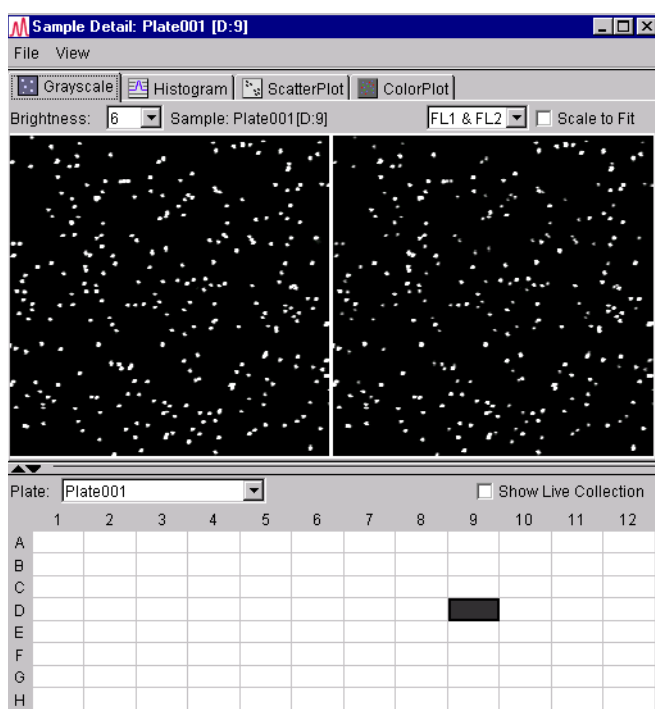 Sample Detail: Plate001 [D:9]
File View
Grayscale Histogram ScatterPlot ColorPlot
Brightness: 6 Sample: Plate001[D:9] FL1 & FL2 Scale to Fit
Plate: Plate001 Show Live Collection
1 2 3 4 5 6 7 8 9 10 11 12
A
B
C
D
E
F
G
H